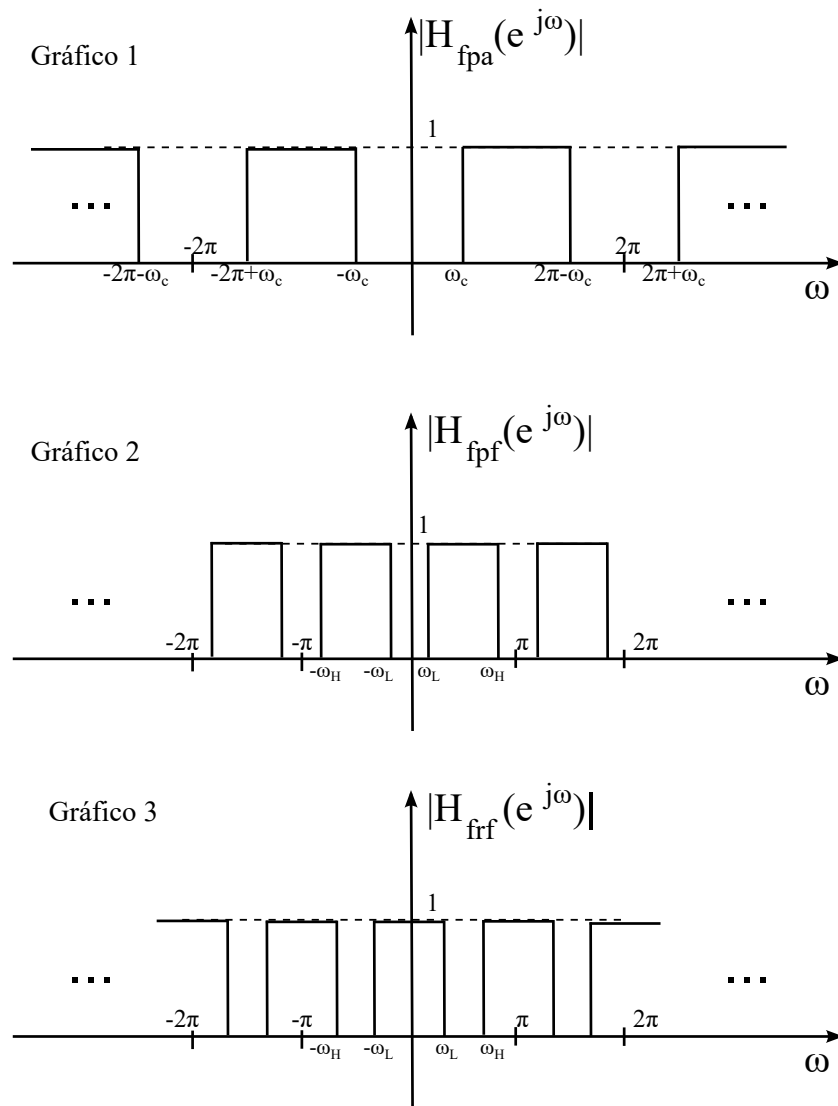 Gráfico 1
|H_fpa(e^jω)|
1
...
...
-2π
2π
-2π-ω_c
-2π+ω_c
-ω_c
ω_c
2π-ω_c
2π+ω_c
ω
Gráfico 2
|H_fpf(e^jω)|
1
...
...
-2π
-π
π
2π
-ω_H
-ω_L
ω_L
ω_H
ω
Gráfico 3
|H_frf(e^jω)|
1
...
...
-2π
-π
π
2π
-ω_H
-ω_L
ω_L
ω_H
ω